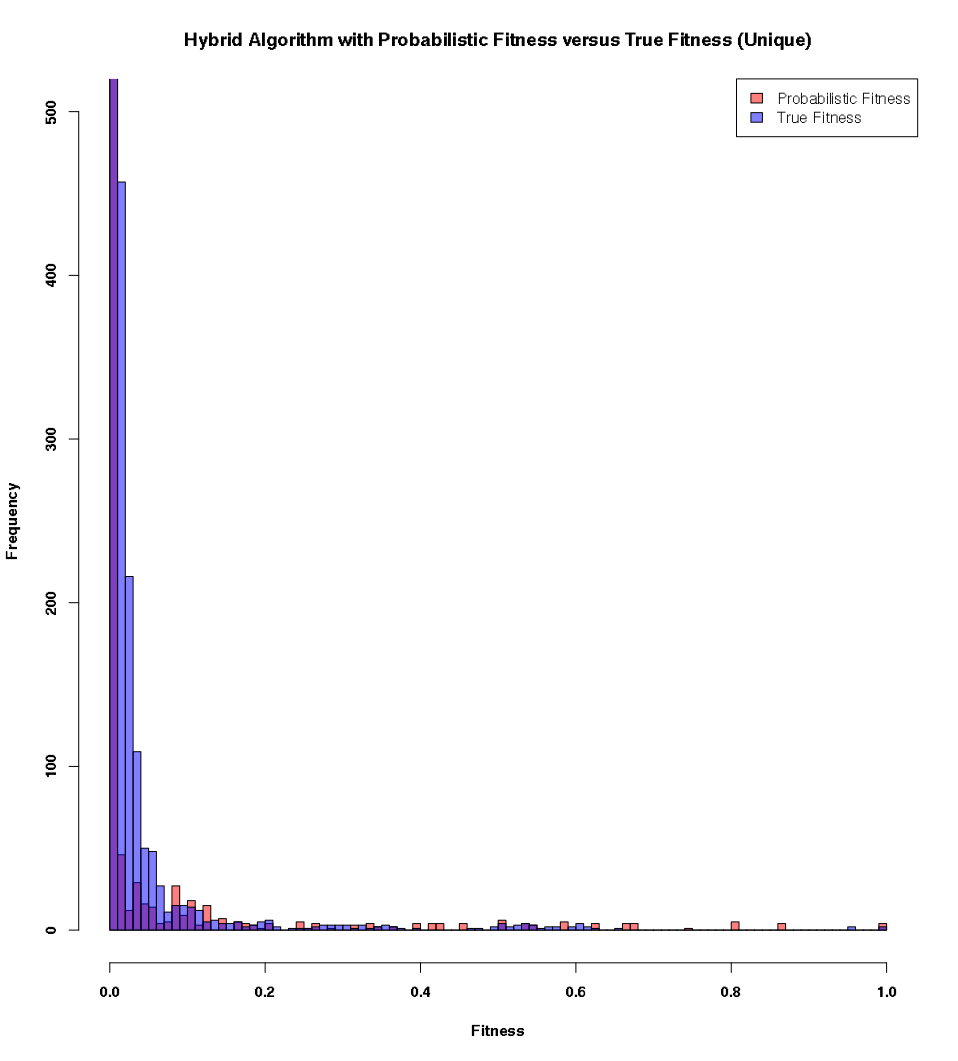 Hybrid Algorithm with Probabilistic Fitness versus True Fitness (Unique)
Probabilistic Fitness
True Fitness
500
400
300
200
100
0
Frequency
0.0 0.2 0.4 0.6 0.8 1.0
Fitness